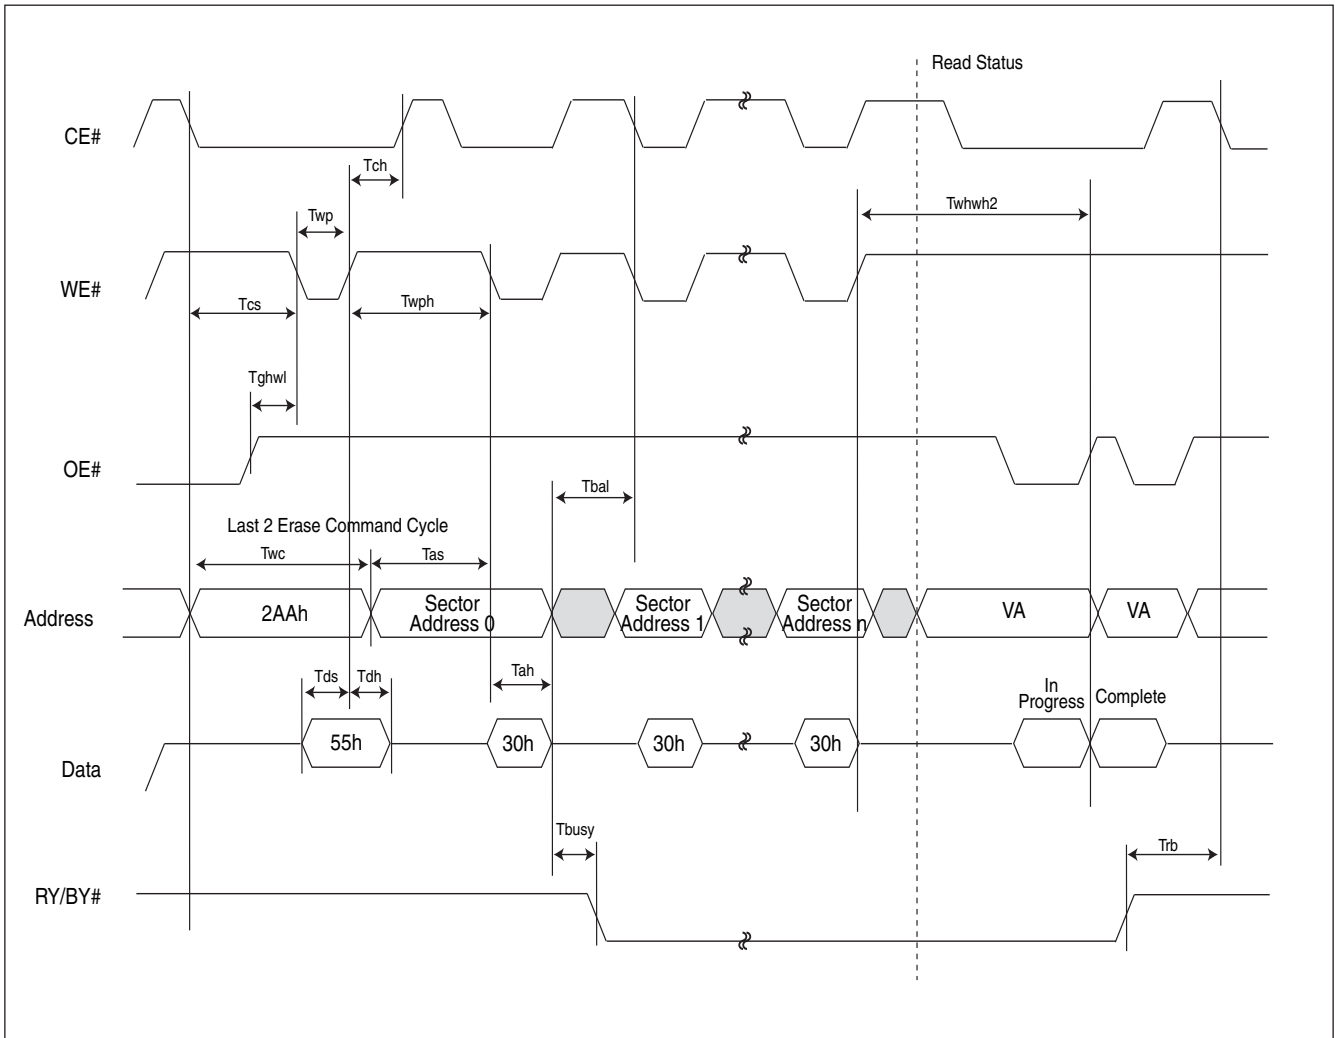 Read Status
CE#
Tch
Twhwh2
Twp
WE#
Tcs
Twph
Tghwl
OE#
Tbal
Last 2 Erase Command Cycle
Twc
Tas
Address
2AAh
Sector
Address 0
Sector
Address 1
Sector
Address n
VA
VA
Tds
Tdh
Tah
In
Progress
Complete
Data
55h
30h
30h
30h
Tbusy
Trb
RY/BY#